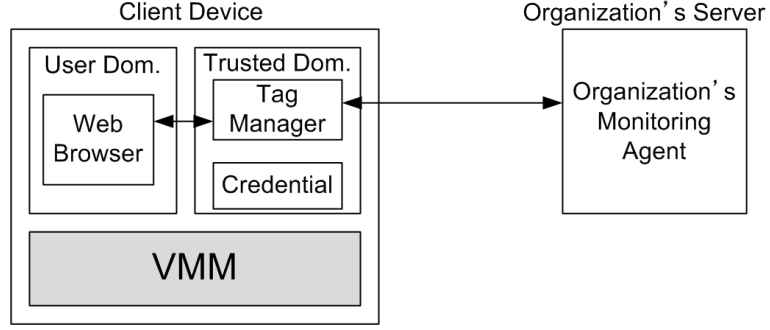 Client Device
Organization's Server
User Dom.
Trusted Dom.
Web
Browser
Tag
Manager
Credential
Organization's
Monitoring
Agent
VMM